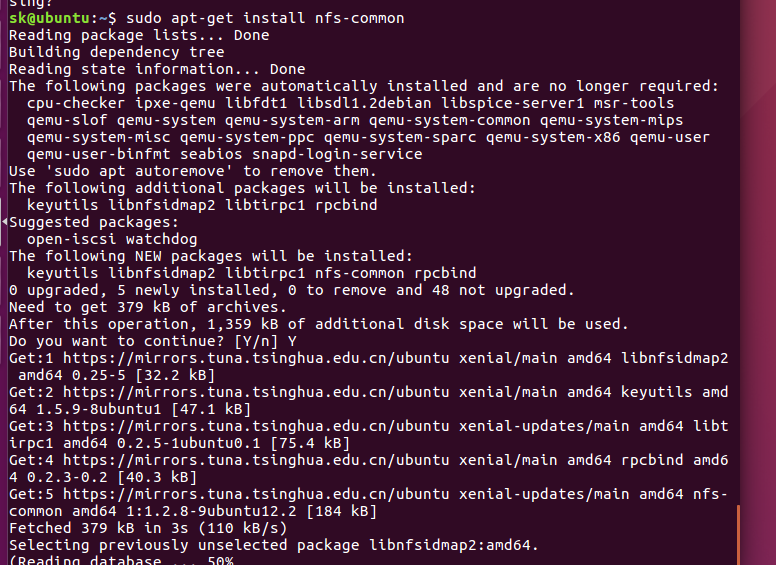 sing?
sk@ubuntu:~$ sudo apt-get install nfs-common
Reading package lists... Done
Building dependency tree
Reading state information... Done
The following packages were automatically installed and are no longer required:
  cpu-checker ipxe-qemu libfdt1 libsdl1.2debian libspice-server1 msr-tools
  qemu-slof qemu-system qemu-system-arm qemu-system-common qemu-system-mips
  qemu-system-misc qemu-system-ppc qemu-system-sparc qemu-system-x86 qemu-user
  qemu-user-binfmt seabios snapd-login-service
Use 'sudo apt autoremove' to remove them.
The following additional packages will be installed:
  keyutils libnfsidmap2 libtirpc1 rpcbind
Suggested packages:
  open-iscsi watchdog
The following NEW packages will be installed:
  keyutils libnfsidmap2 libtirpc1 nfs-common rpcbind
0 upgraded, 5 newly installed, 0 to remove and 48 not upgraded.
Need to get 379 kB of archives.
After this operation, 1,359 kB of additional disk space will be used.
Do you want to continue? [Y/n] Y
Get:1 https://mirrors.tuna.tsinghua.edu.cn/ubuntu xenial/main amd64 libnfsidmap2
 amd64 0.25-5 [32.2 kB]
Get:2 https://mirrors.tuna.tsinghua.edu.cn/ubuntu xenial/main amd64 keyutils amd
64 1.5.9-8ubuntu1 [47.1 kB]
Get:3 https://mirrors.tuna.tsinghua.edu.cn/ubuntu xenial-updates/main amd64 libt
irpc1 amd64 0.2.5-1ubuntu0.1 [75.4 kB]
Get:4 https://mirrors.tuna.tsinghua.edu.cn/ubuntu xenial/main amd64 rpcbind amd6
4 0.2.3-0.2 [40.3 kB]
Get:5 https://mirrors.tuna.tsinghua.edu.cn/ubuntu xenial-updates/main amd64 nfs-
common amd64 1:1.2.8-9ubuntu12.2 [184 kB]
Fetched 379 kB in 3s (110 kB/s)
Selecting previously unselected package libnfsidmap2:amd64.
(Reading database ... 50%